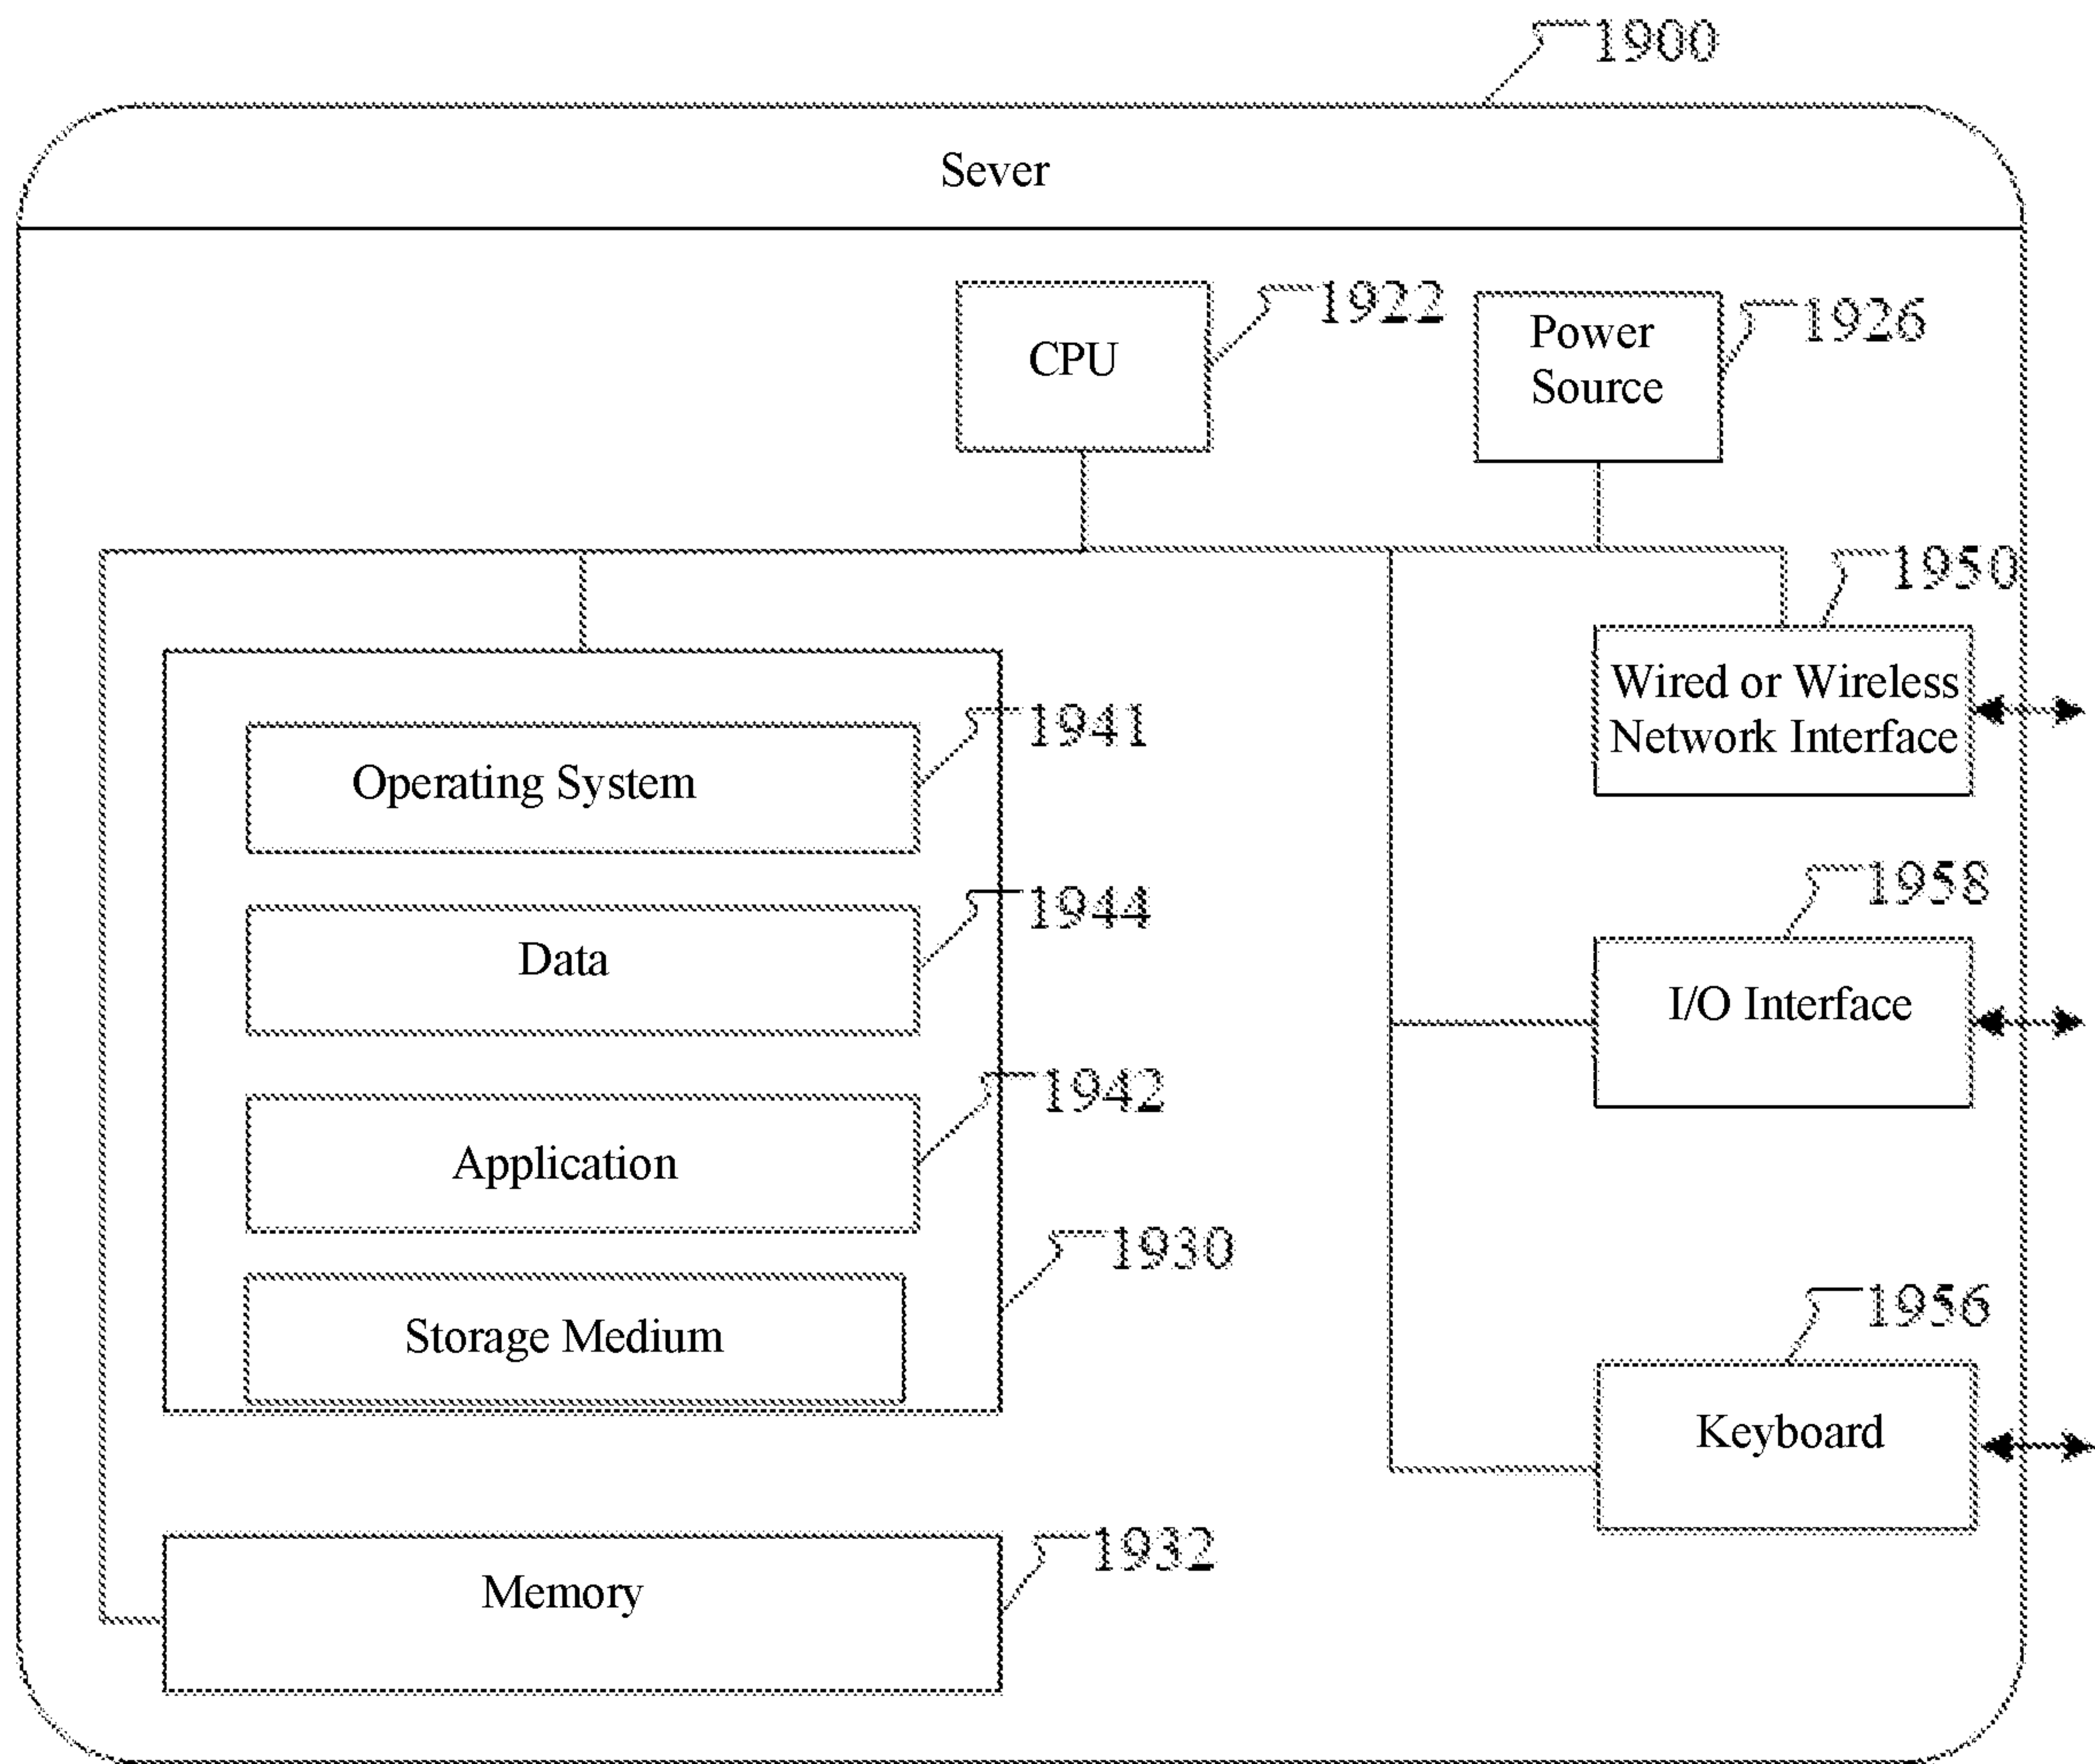 1900
Sever
CPU
1922
Power
Source
1926
1950
Wired or Wireless
Network Interface
1941
Operating System
1944
Data
1958
I/O Interface
1942
Application
1930
Storage Medium
1956
Keyboard
1932
Memory